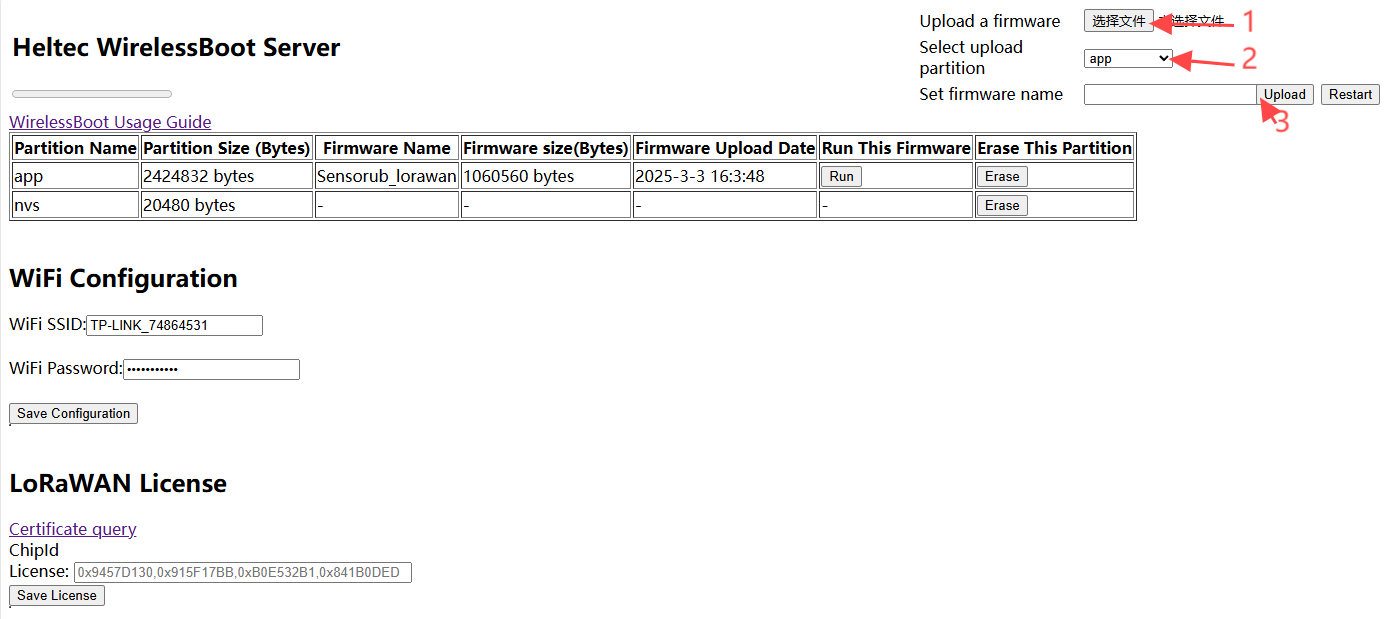 Heltec WirelessBoot Server
Upload a firmware 选择文件 未选择文件 1
Select upload partition app 2
Set firmware name Upload Restart
3
WirelessBoot Usage Guide
Partition Name Partition Size (Bytes) Firmware Name Firmware size(Bytes) Firmware Upload Date Run This Firmware Erase This Partition
app 2424832 bytes Sensorub_lorawan 1060560 bytes 2025-3-3 16:3:48 Run Erase
nvs 20480 bytes - - - - Erase
WiFi Configuration
WiFi SSID: TP-LINK_74864531
WiFi Password: •••••••••••
Save Configuration
LoRaWAN License
Certificate query
ChipId
License: 0x9457D130,0x915F17BB,0xB0E532B1,0x841B0DED
Save License